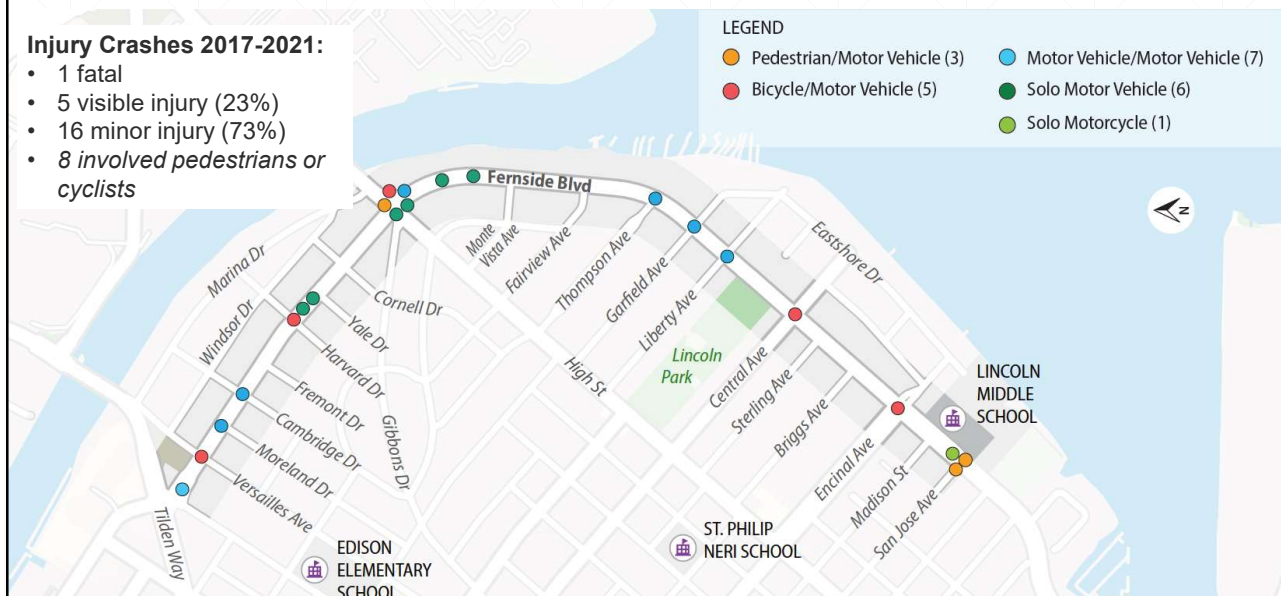 Injury Crashes 2017-2021:
• 1 fatal
• 5 visible injury (23%)
• 16 minor injury (73%)
• 8 involved pedestrians or
cyclists
LEGEND
Pedestrian/Motor Vehicle (3)
Bicycle/Motor Vehicle (5)
Motor Vehicle/Motor Vehicle (7)
Solo Motor Vehicle (6)
Solo Motorcycle (1)
N
Fernside Blvd
Marina Dr
Windsor Dr
Cornell Dr
Yale Dr
Harvard Dr
Fremont Dr
Cambridge Dr
Moreland Dr
Versailles Ave
Gibbons Dr
Tilden Way
High St
Monte
Vista Ave
Fairview Ave
Thompson Ave
Garfield Ave
Liberty Ave
Lincoln
Park
Central Ave
Sterling Ave
Briggs Ave
Encinal Ave
Madison St
San Jose Ave
Eastshore Dr
LINCOLN
MIDDLE
SCHOOL
ST. PHILIP
NERI SCHOOL
EDISON
ELEMENTARY
SCHOOL